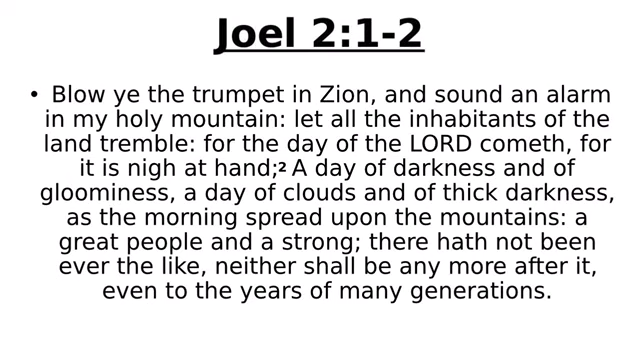 Joel 2:1-2
• Blow ye the trumpet in Zion, and sound an alarm
in my holy mountain: let all the inhabitants of the
land tremble: for the day of the LORD cometh, for
it is nigh at hand;2 A day of darkness and of
gloominess, a day of clouds and of thick darkness,
as the morning spread upon the mountains: a
great people and a strong; there hath not been
ever the like, neither shall be any more after it,
even to the years of many generations.